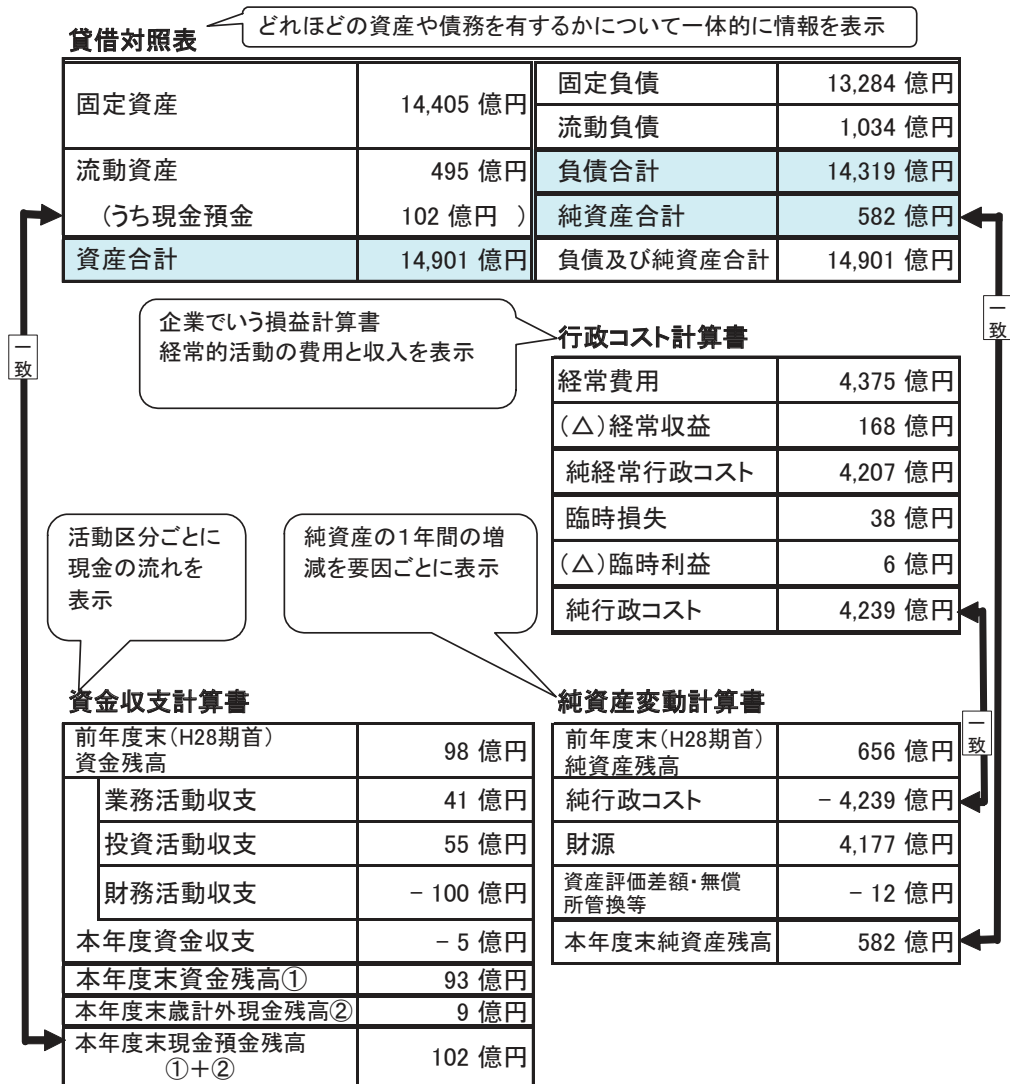 どれほどの資産や債務を有するかについて一体的に情報を表示
貸借対照表
固定資産 14,405 億円 固定負債 13,284 億円
流動負債 1,034 億円
流動資産 495 億円 負債合計 14,319 億円
(うち現金預金 102 億円 ) 純資産合計 582 億円
資産合計 14,901 億円 負債及び純資産合計 14,901 億円
一致
一致
企業でいう損益計算書
経常的活動の費用と収入を表示
行政コスト計算書
経常費用 4,375 億円
(△)経常収益 168 億円
純経常行政コスト 4,207 億円
臨時損失 38 億円
(△)臨時利益 6 億円
純行政コスト 4,239 億円
活動区分ごとに
現金の流れを
表示
純資産の1年間の増
減を要因ごとに表示
一致
資金収支計算書
前年度末(H28期首)
資金残高 98 億円
業務活動収支 41 億円
投資活動収支 55 億円
財務活動収支 − 100 億円
本年度資金収支 − 5 億円
本年度末資金残高① 93 億円
本年度末歳計外現金残高② 9 億円
本年度末現金預金残高
①+② 102 億円
純資産変動計算書
前年度末(H28期首)
純資産残高 656 億円
純行政コスト − 4,239 億円
財源 4,177 億円
資産評価差額・無償
所管換等 − 12 億円
本年度末純資産残高 582 億円